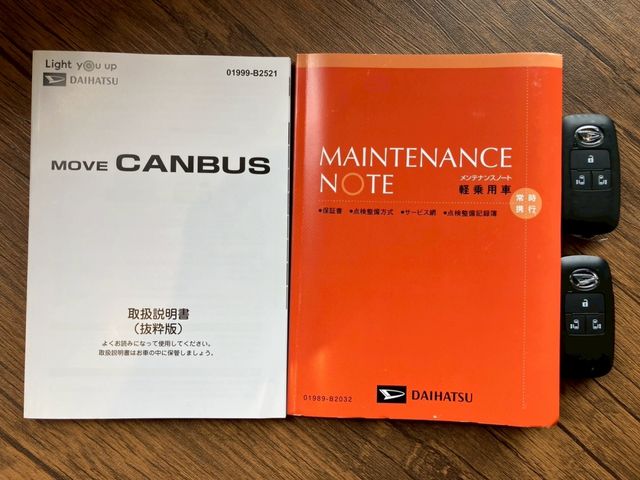 Light you up
DAIHATSU
01999-B2521
MOVE CANBUS
取扱説明書
（抜粋版）
よくお読みになって使用してください。
取扱説明書はお車の中に保管しましょう。
MAINTENANCE
NOTE
メンテナンスノート
軽乗用車
常時
携行
●保証書 ●点検整備方式 ●サービス網 ●点検整備記録簿
01989-B2032
DAIHATSU